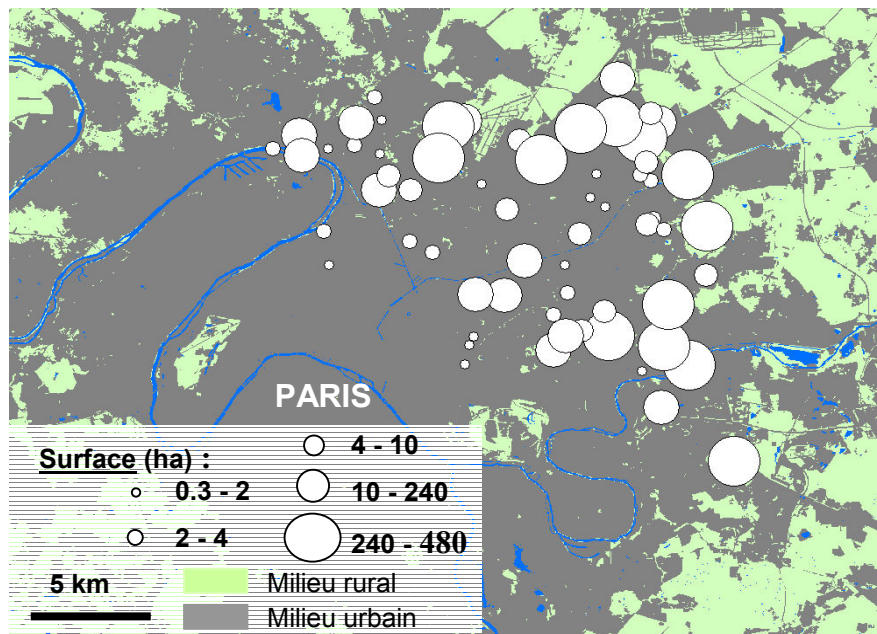 PARIS
Surface (ha) :
0.3 - 2
2 - 4
4 - 10
10 - 240
240 - 480
5 km
Milieu rural
Milieu urbain